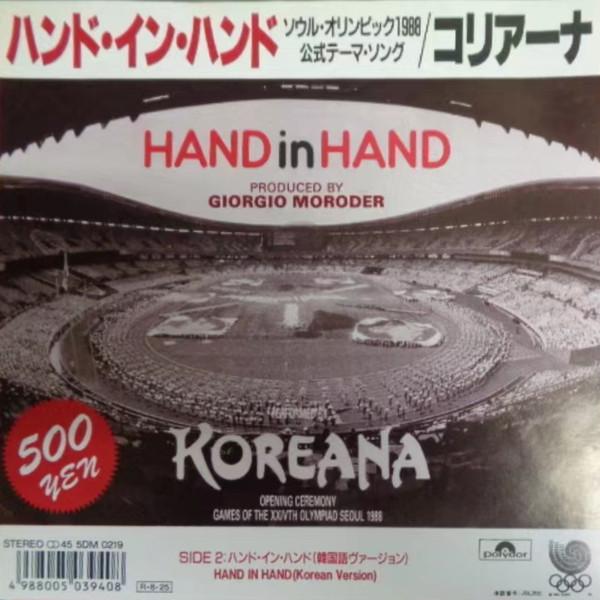 ハンド・イン・ハンド
ソウル・オリンピック1988
公式テーマ・ソング
/コリアーナ
HAND in HAND
PRODUCED BY
GIORGIO MORODER
PERFORMED BY
KOREANA
500
YEN
OPENING CEREMONY
GAMES OF THE XXIVTH OLYMPIAD SEOUL 1988
STEREO 45 5DM 0219
SIDE 2: ハンド・イン・ハンド(韓国語ヴァージョン)
HAND IN HAND (Korean Version)
polydor
4 988005 039408
R-8-25